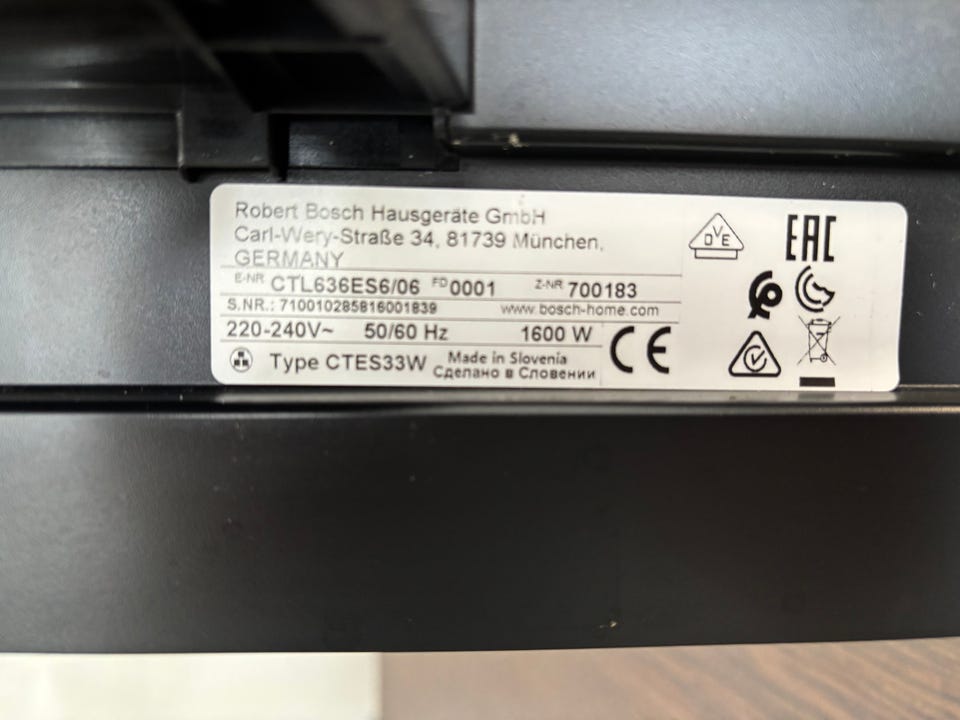 Robert Bosch Hausgeräte GmbH
Carl-Wery-Straße 34, 81739 München,
GERMANY
E-NR CTL636ES6/06 FD 0001 Z-NR 700183
S.NR.: 710010285816001839 www.bosch-home.com
220-240V~ 50/60 Hz 1600 W
Type CTES33W Made in Slovenia
Сделано в Словении
CE
DVE
EAC